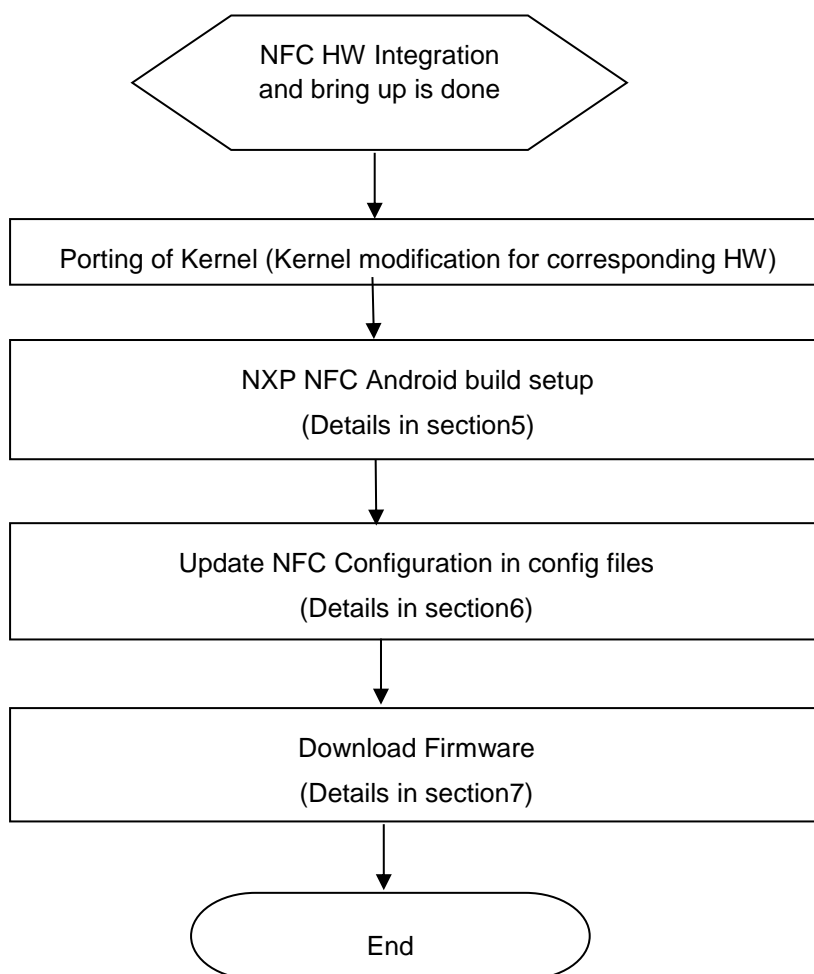 NFC HW Integration
and bring up is done
Porting of Kernel (Kernel modification for corresponding HW)
NXP NFC Android build setup
(Details in section5)
Update NFC Configuration in config files
(Details in section6)
Download Firmware
(Details in section7)
End